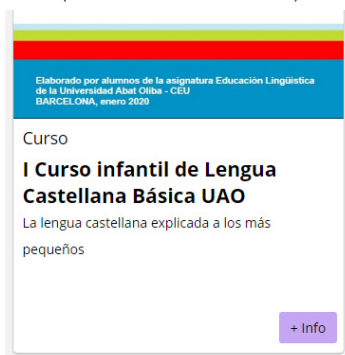 Elaborado por alumnos de la asignatura Educación Lingüística
de la Universidad Abat Oliba - CEU
BARCELONA, enero 2020
Curso
I Curso infantil de Lengua
Castellana Básica UAO
La lengua castellana explicada a los más
pequeños
+ Info